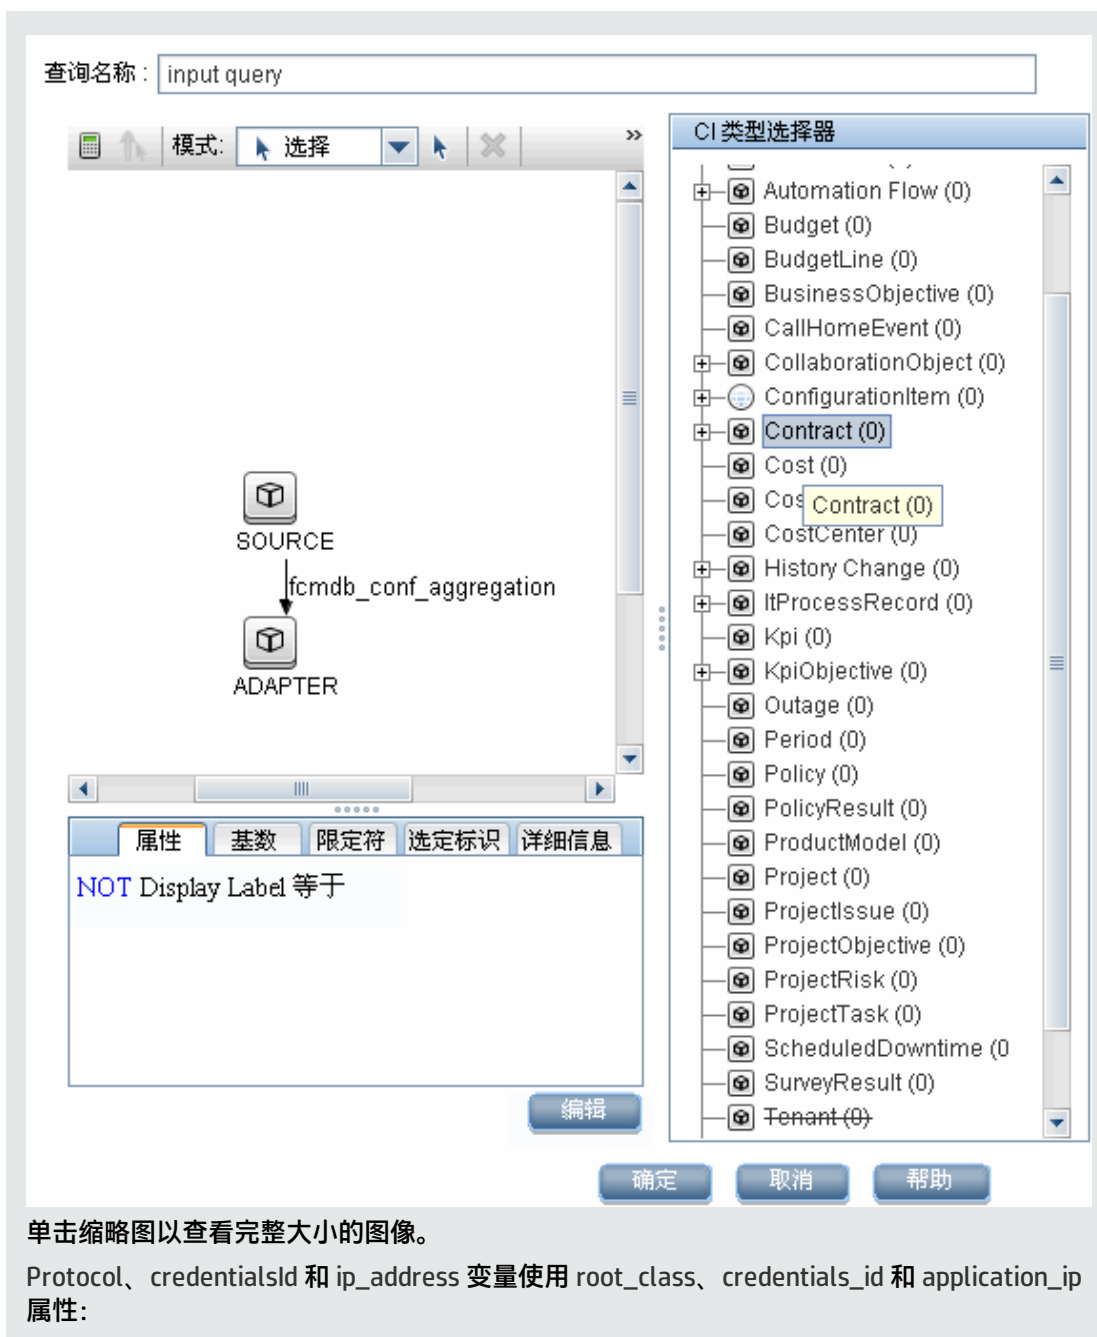 查询名称： input query
模式: 选择
»
CI 类型选择器
Automation Flow (0)
Budget (0)
BudgetLine (0)
BusinessObjective (0)
CallHomeEvent (0)
CollaborationObject (0)
ConfigurationItem (0)
Contract (0)
Cost (0)
Contract (0)
CostCenter (0)
History Change (0)
ItProcessRecord (0)
Kpi (0)
KpiObjective (0)
Outage (0)
Period (0)
Policy (0)
PolicyResult (0)
ProductModel (0)
Project (0)
ProjectIssue (0)
ProjectObjective (0)
ProjectRisk (0)
ProjectTask (0)
ScheduledDowntime (0
SurveyResult (0)
Tenant (0)
SOURCE
fcmdb_conf_aggregation
ADAPTER
属性 基数 限定符 选定标识 详细信息
NOT Display Label 等于
编辑
确定 取消 帮助
单击缩略图以查看完整大小的图像。
Protocol、credentialsId 和 ip_address 变量使用 root_class、credentials_id 和 application_ip
属性：